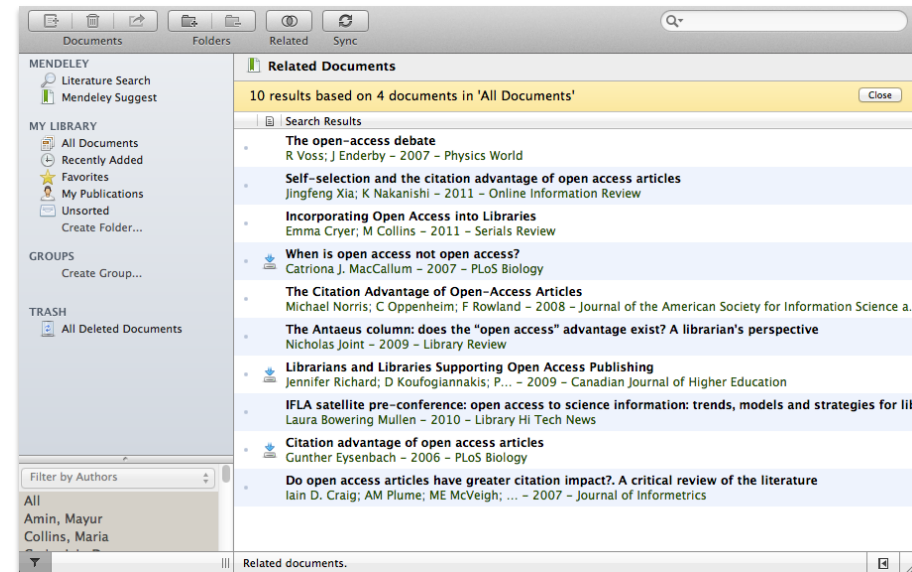 Documents
Folders
Related
Sync
MENDELEY
Literature Search
Mendeley Suggest
MY LIBRARY
All Documents
Recently Added
Favorites
My Publications
Unsorted
Create Folder...
GROUPS
Create Group...
TRASH
All Deleted Documents
Filter by Authors
All
Amin, Mayur
Collins, Maria
Related Documents
10 results based on 4 documents in 'All Documents'
Close
Search Results
The open-access debate
R Voss; J Enderby – 2007 – Physics World
Self-selection and the citation advantage of open access articles
Jingfeng Xia; K Nakanishi – 2011 – Online Information Review
Incorporating Open Access into Libraries
Emma Cryer; M Collins – 2011 – Serials Review
When is open access not open access?
Catriona J. MacCallum – 2007 – PLoS Biology
The Citation Advantage of Open-Access Articles
Michael Norris; C Oppenheim; F Rowland – 2008 – Journal of the American Society for Information Science a...
The Antaeus column: does the "open access" advantage exist? A librarian's perspective
Nicholas Joint – 2009 – Library Review
Librarians and Libraries Supporting Open Access Publishing
Jennifer Richard; D Koufogiannakis; P... – 2009 – Canadian Journal of Higher Education
IFLA satellite pre-conference: open access to science information: trends, models and strategies for lib
Laura Bowering Mullen – 2010 – Library Hi Tech News
Citation advantage of open access articles
Gunther Eysenbach – 2006 – PLoS Biology
Do open access articles have greater citation impact?. A critical review of the literature
Iain D. Craig; AM Plume; ME McVeigh; ... – 2007 – Journal of Informetrics
Related documents.